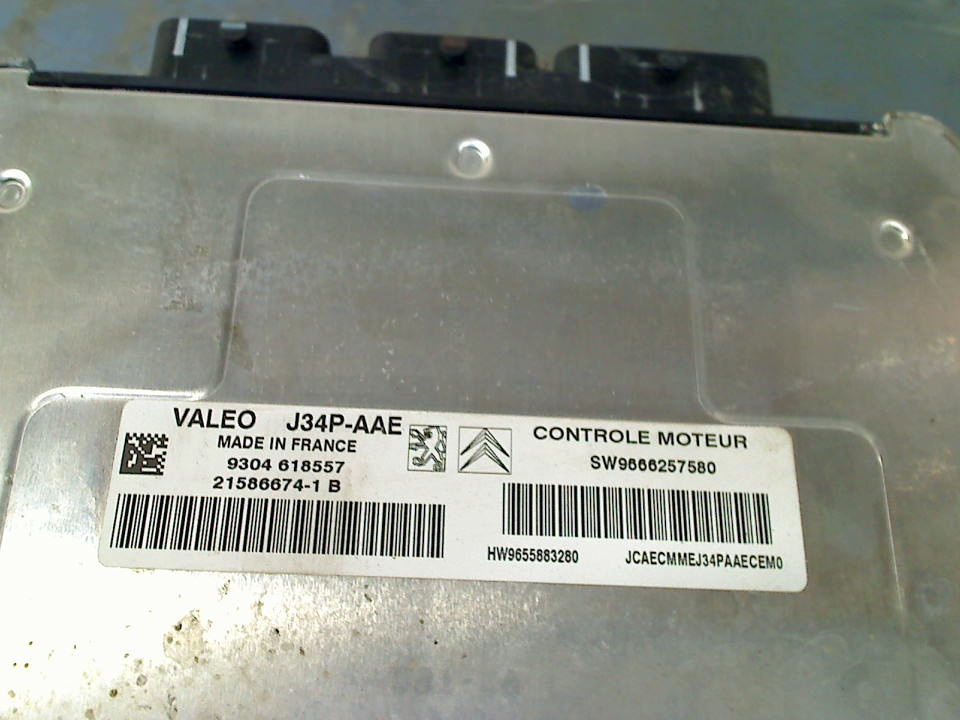 VALEO J34P-AAE
MADE IN FRANCE
9304 618557
21586674-1 B
CONTROLE MOTEUR
SW9666257580
HW9655883280
JCAECMMEJ34PAAECEM0